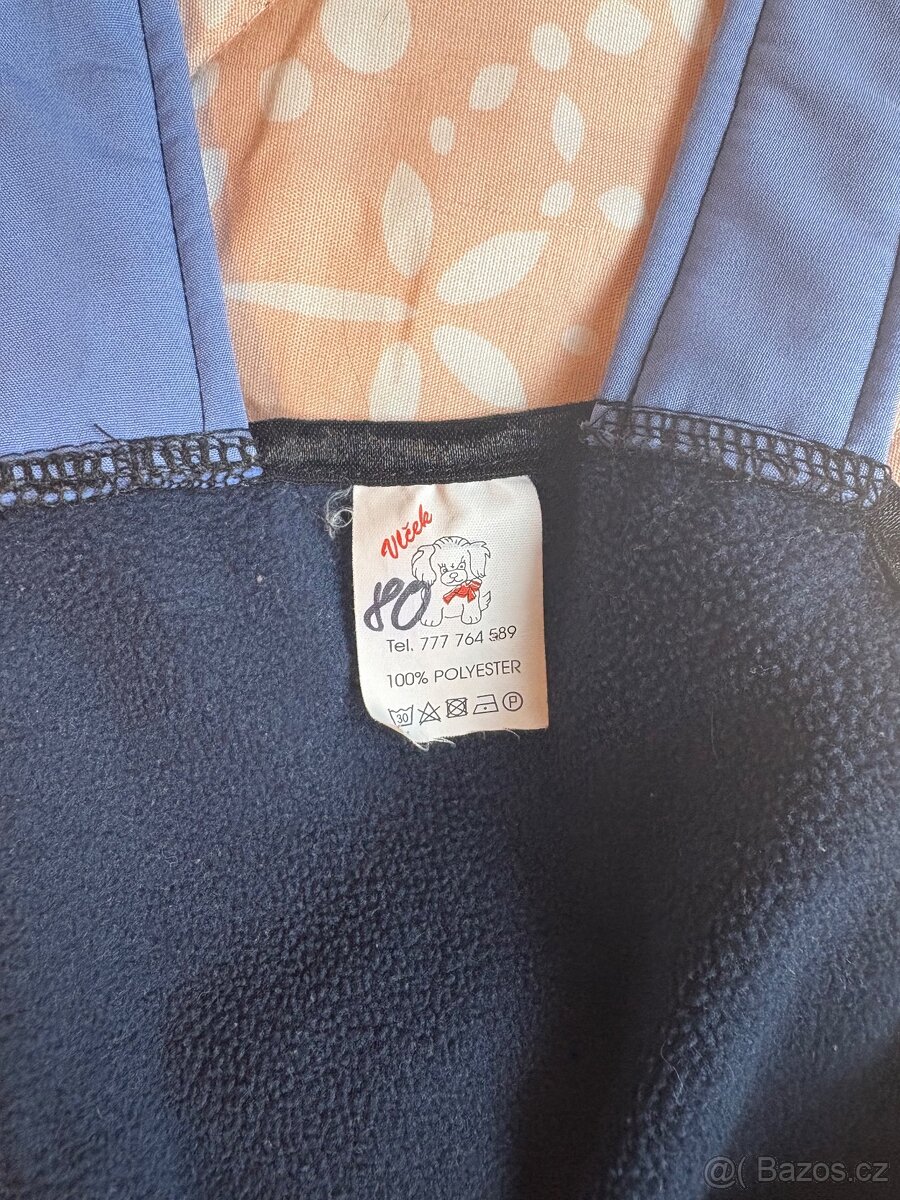 Vlček
80
Tel. 777 764 589
100% POLYESTER
30 P
@( Bazos.cz